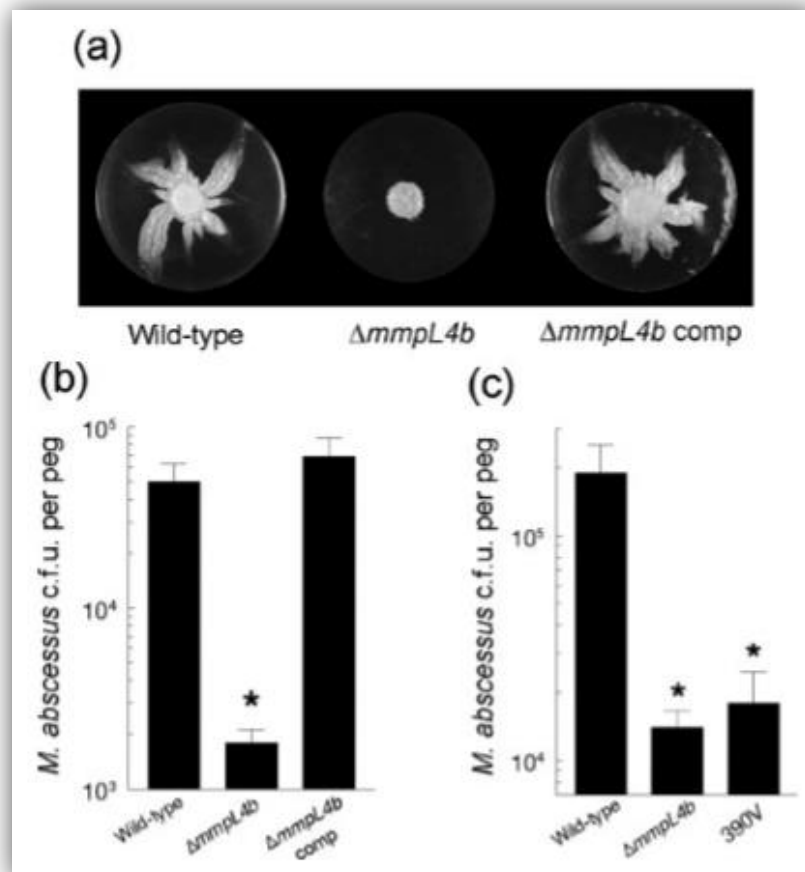 (a)
Wild-type
ΔmmpL4b
ΔmmpL4b comp
(b)
M. abscessus c.f.u. per peg
10⁵
10⁴
10³
*
Wild-type
ΔmmpL4b
ΔmmpL4b
comp
(c)
M. abscessus c.f.u. per peg
10⁵
10⁴
*
*
Wild-type
ΔmmpL4b
390V